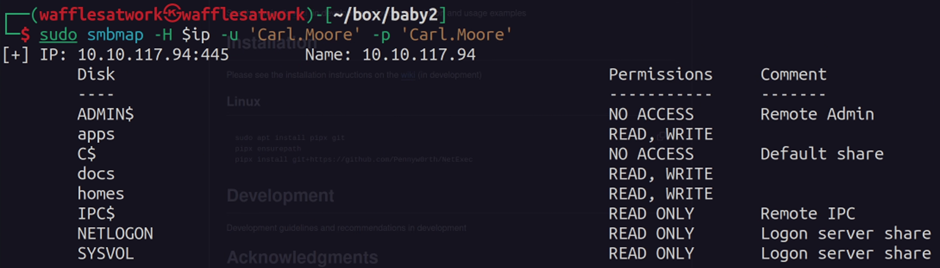 ┌──(wafflesatwork㉿wafflesatwork)-[~/box/baby2] and usage examples
└─$ sudo smbmap -H $ip -u 'Carl.Moore' -p 'Carl.Moore'
Installation
[+] IP: 10.10.117.94:445 Name: 10.10.117.94
Disk Permissions Comment
Please see the installation instructions on the wiki (in development)
---- ----------- -------
Linux
ADMIN$ NO ACCESS Remote Admin
apps READ, WRITE
sudo apt install pipx git
C$ NO ACCESS Default share
pipx ensurepath
pipx install git+https://github.com/Pennyw0rth/NetExec
docs READ, WRITE
homes READ, WRITE
Development
IPC$ READ ONLY Remote IPC
NETLOGON READ ONLY Logon server share
Development guidelines and recommendations in development
SYSVOL READ ONLY Logon server share
Acknowledgments